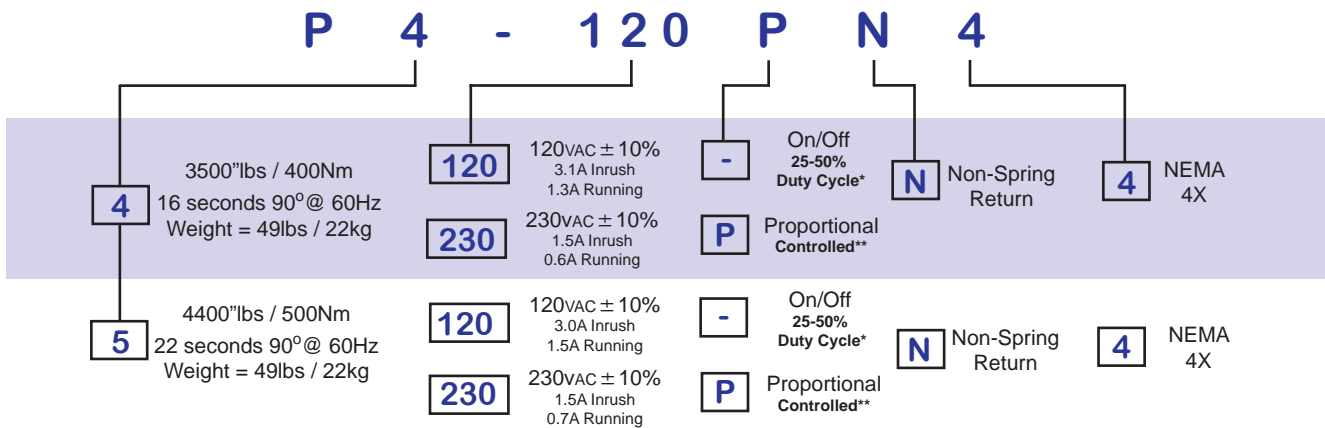 P 4 - 120 P N 4
4
3500"lbs / 400Nm
16 seconds 90°@ 60Hz
Weight = 49lbs / 22kg
120
120VAC ± 10%
3.1A Inrush
1.3A Running
230
230VAC ± 10%
1.5A Inrush
0.6A Running
-
On/Off
25-50%
Duty Cycle*
P
Proportional
Controlled**
N
Non-Spring
Return
4
NEMA
4X
5
4400"lbs / 500Nm
22 seconds 90°@ 60Hz
Weight = 49lbs / 22kg
120
120VAC ± 10%
3.0A Inrush
1.5A Running
230
230VAC ± 10%
1.5A Inrush
0.7A Running
-
On/Off
25-50%
Duty Cycle*
P
Proportional
Controlled**
N
Non-Spring
Return
4
NEMA
4X